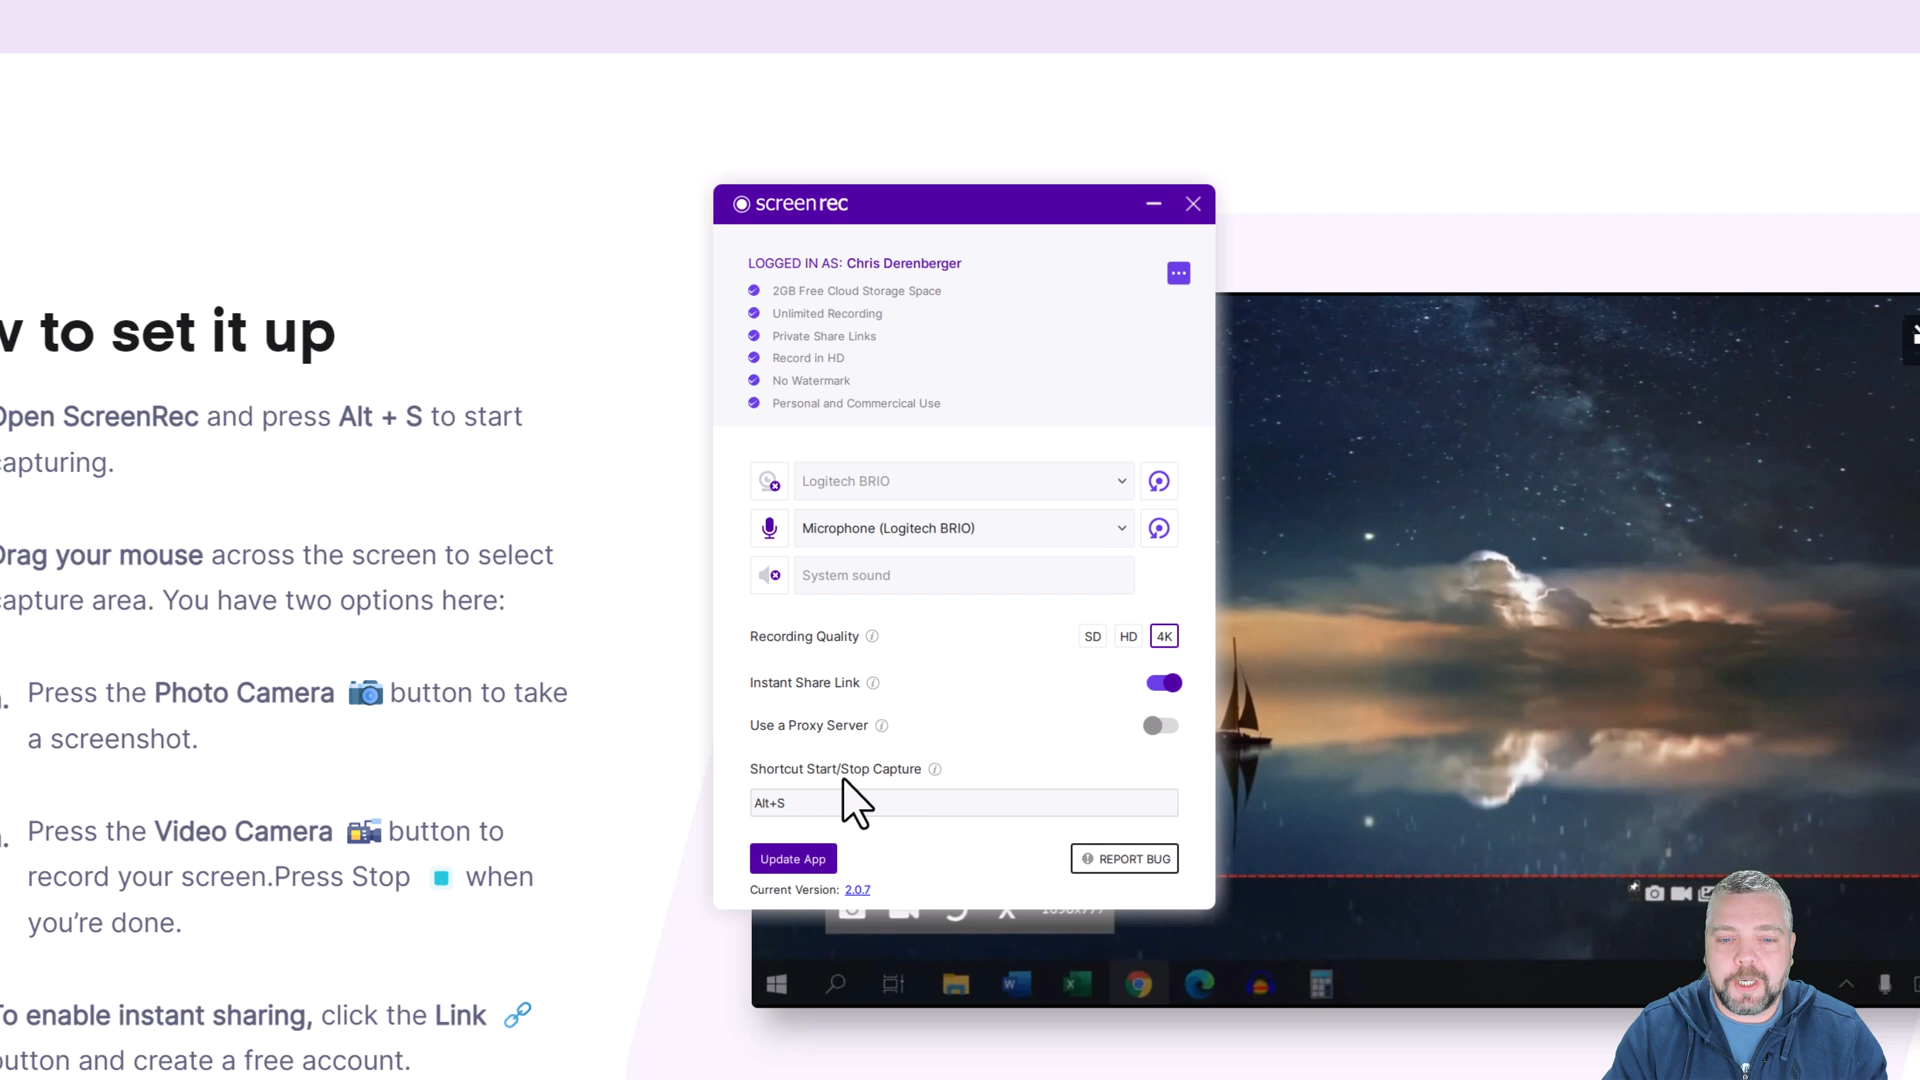 to set it up
Open ScreenRec and press Alt + S to start
capturing.
Drag your mouse across the screen to select
capture area. You have two options here:
Press the Photo Camera button to take
a screenshot.
Press the Video Camera button to
record your screen.Press Stop when
you're done.
To enable instant sharing, click the Link
button and create a free account.
screenrec
LOGGED IN AS: Chris Derenberger
2GB Free Cloud Storage Space
Unlimited Recording
Private Share Links
Record in HD
No Watermark
Personal and Commercical Use
Logitech BRIO
Microphone (Logitech BRIO)
System sound
Recording Quality SD HD 4K
Instant Share Link
Use a Proxy Server
Shortcut Start/Stop Capture
Alt+S
Update App REPORT BUG
Current Version: 2.0.7